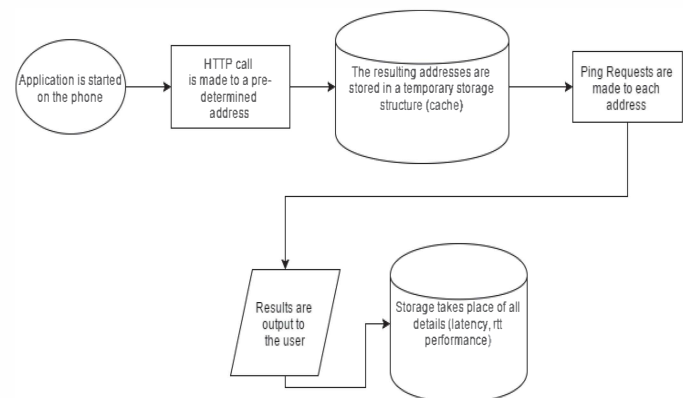 Application is started
on the phone
HTTP call
is made to a pre-
determined
address
The resulting addresses are
stored in a temporary storage
structure (cache)
Ping Requests are
made to each
address
Results are
output to
the user
Storage takes place of all
details (latency, rtt
performance)